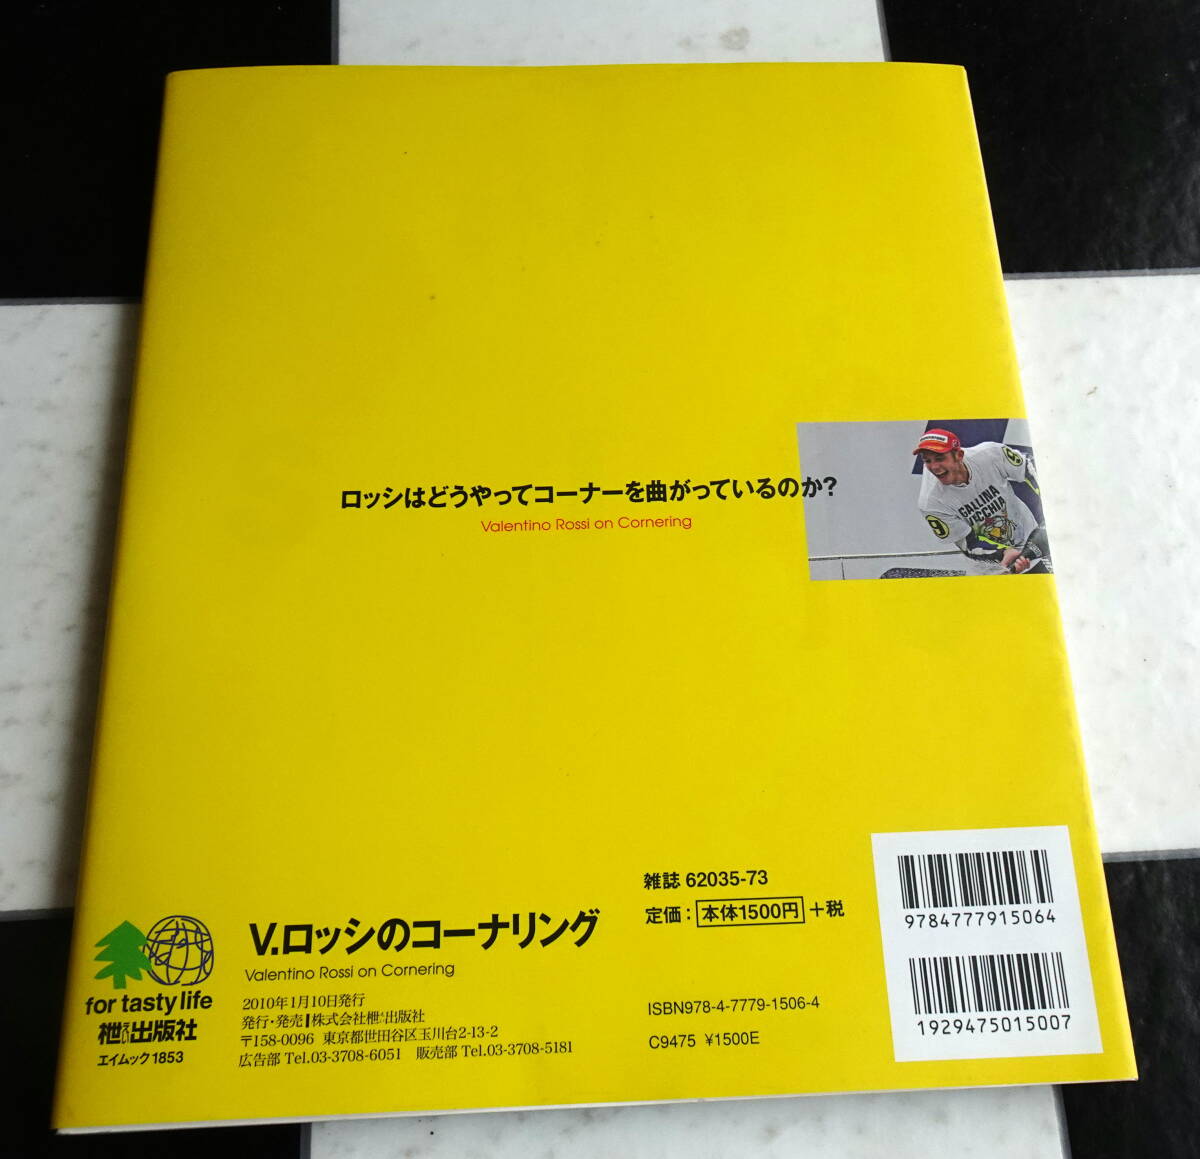 ロッシはどうやってコーナーを曲がっているのか?
Valentino Rossi on Cornering
GALLINA
VECCHIA
9
9
for tasty life
枻出版社
エイムック1853
V.ロッシのコーナリング
Valentino Rossi on Cornering
2010年1月10日発行
発行・発売 株式会社枻出版社
〒158-0096 東京都世田谷区玉川台2-13-2
広告部 Tel.03-3708-6051 販売部 Tel.03-3708-5181
雑誌 62035-73
定価: 本体1500円 +税
ISBN978-4-7779-1506-4
C9475 ¥1500E
9784777915064
1929475015007